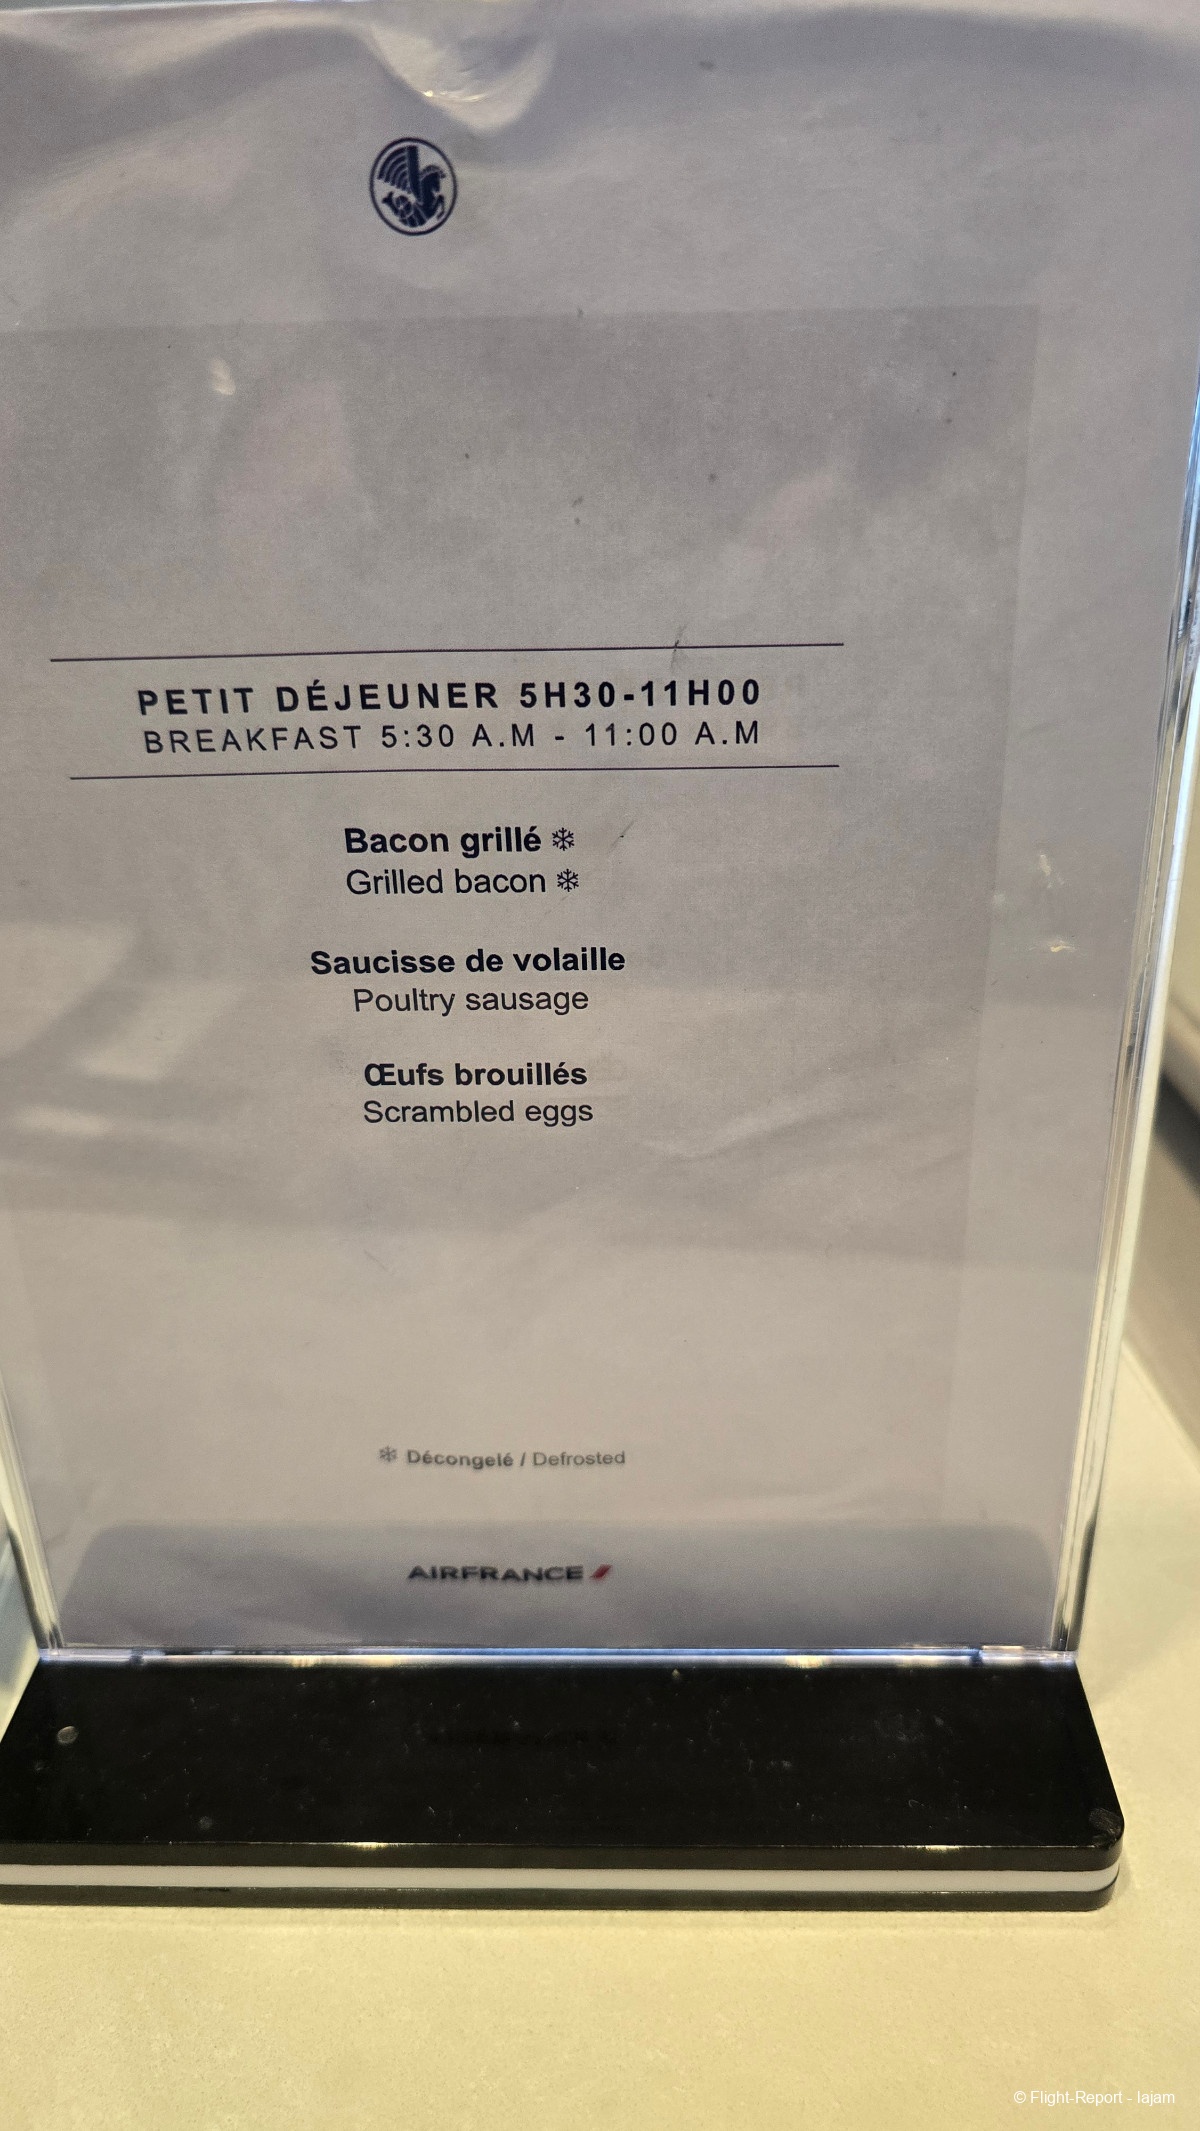 PETIT DÉJEUNER 5H30-11H00
BREAKFAST 5:30 A.M - 11:00 A.M
Bacon grillé ❄
Grilled bacon ❄
Saucisse de volaille
Poultry sausage
Œufs brouillés
Scrambled eggs
❄ Décongelé / Defrosted
AIRFRANCE
© Flight-Report - lajam